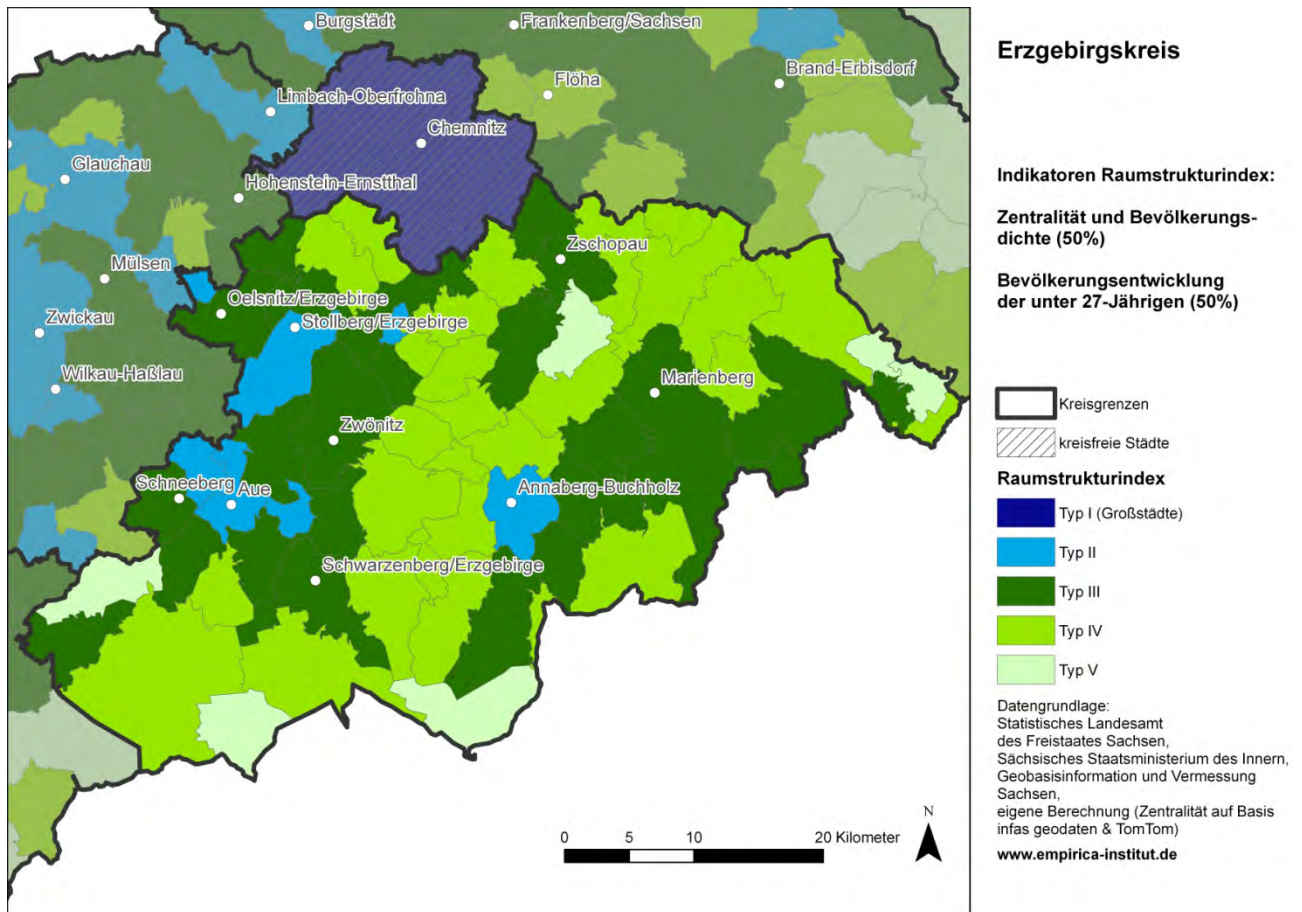 Burgstädt
Frankenberg/Sachsen
Flöha
Brand-Erbisdorf
Limbach-Oberfrohna
Chemnitz
Glauchau
Hohenstein-Ernstthal
Mülsen
Zschopau
Oelsnitz/Erzgebirge
Stollberg/Erzgebirge
Zwickau
Wilkau-Haßlau
Marienberg
Zwönitz
Schneeberg
Aue
Annaberg-Buchholz
Schwarzenberg/Erzgebirge
0 5 10 20 Kilometer
N
Erzgebirgskreis
Indikatoren Raumstrukturindex:
Zentralität und Bevölkerungs-
dichte (50%)
Bevölkerungsentwicklung
der unter 27-Jährigen (50%)
Kreisgrenzen
kreisfreie Städte
Raumstrukturindex
Typ I (Großstädte)
Typ II
Typ III
Typ IV
Typ V
Datengrundlage:
Statistisches Landesamt
des Freistaates Sachsen,
Sächsisches Staatsministerium des Innern,
Geobasisinformation und Vermessung
Sachsen,
eigene Berechnung (Zentralität auf Basis
infas geodaten & TomTom)
www.empirica-institut.de